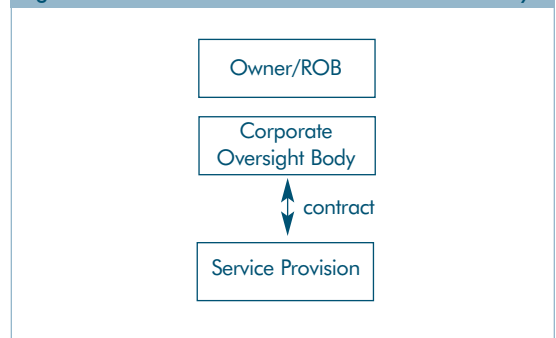 Owner/ROB
Corporate
Oversight Body
contract
Service Provision